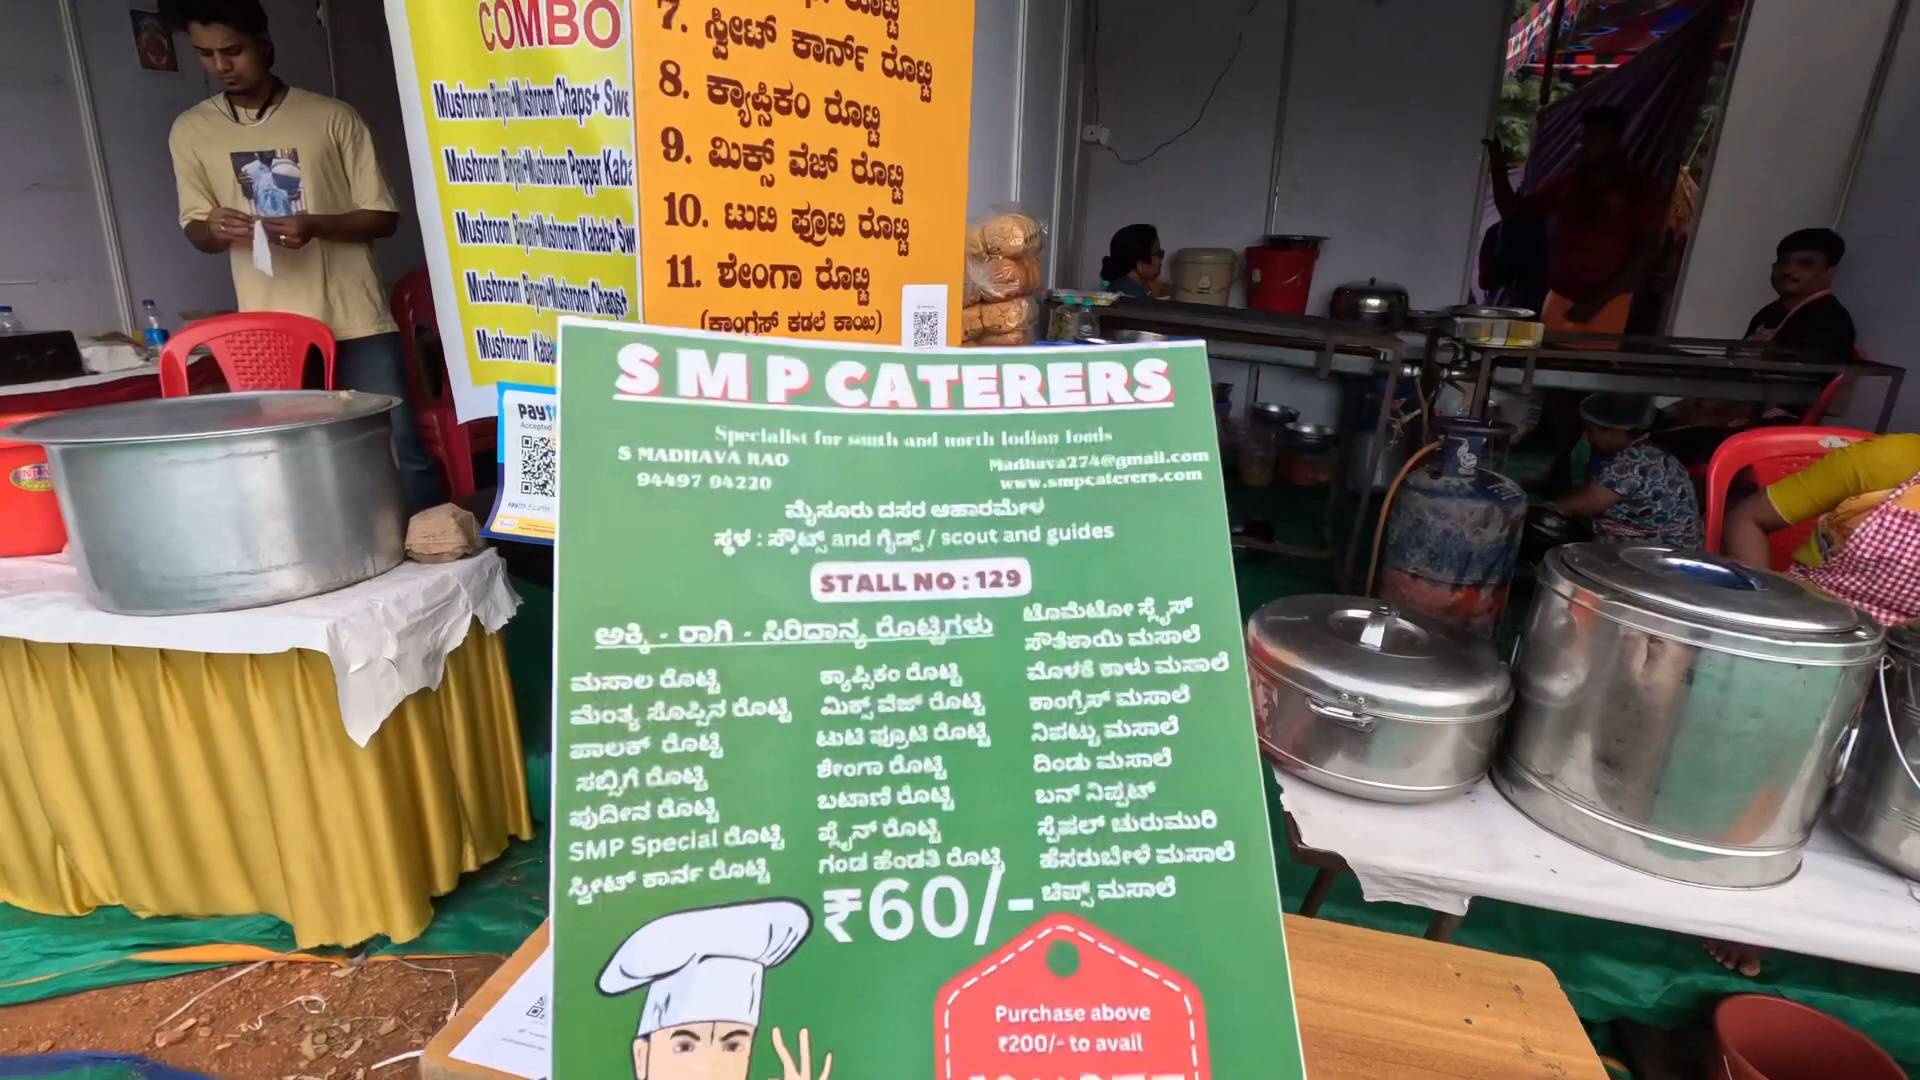 COMBO
Mushroom Biryani+Mushroom Chaps+ Swe
Mushroom Biryani+Mushroom Pepper Kaba
Mushroom Biryani+Mushroom Kabab+ Sw
Mushroom Biryani+Mushroom Chaps+
Mushroom Kaba
7. ಸ್ವೀಟ್ ಕಾರ್ನ್ ರೊಟ್ಟಿ
8. ಕ್ಯಾಪ್ಸಿಕಂ ರೊಟ್ಟಿ
9. ಮಿಕ್ಸ್ ವೆಜ್ ರೊಟ್ಟಿ
10. ಟುಟಿ ಫ್ರೂಟಿ ರೊಟ್ಟಿ
11. ಶೇಂಗಾ ರೊಟ್ಟಿ
(ಕಾಂಗ್ರೆಸ್ ಕಡಲೆ ಕಾಯಿ)
Accepted
S M P CATERERS
Specialist for south and north Indian foods
S MADHAVA RAO
94497 94220
Madhava274@gmail.com
www.smpcaterers.com
ಮೈಸೂರು ದಸರ ಆಹಾರಮೇಳ
ಸ್ಥಳ : ಸ್ಕೌಟ್ಸ್ and ಗೈಡ್ಸ್ / scout and guides
STALL NO : 129
ಅಕ್ಕಿ - ರಾಗಿ - ಸಿರಿದಾನ್ಯ ರೊಟ್ಟಿಗಳು
ಮಸಾಲ ರೊಟ್ಟಿ
ಮೆಂತ್ಯ ಸೊಪ್ಪಿನ ರೊಟ್ಟಿ
ಪಾಲಕ್ ರೊಟ್ಟಿ
ಸಬ್ಸಿಗೆ ರೊಟ್ಟಿ
ಪುದೀನ ರೊಟ್ಟಿ
SMP Special ರೊಟ್ಟಿ
ಸ್ವೀಟ್ ಕಾರ್ನ ರೊಟ್ಟಿ
ಕ್ಯಾಪ್ಸಿಕಂ ರೊಟ್ಟಿ
ಮಿಕ್ಸ್ ವೆಜ್ ರೊಟ್ಟಿ
ಟುಟಿ ಫ್ರೂಟಿ ರೊಟ್ಟಿ
ಶೇಂಗಾ ರೊಟ್ಟಿ
ಬಟಾಣಿ ರೊಟ್ಟಿ
ಪ್ಲೈನ್ ರೊಟ್ಟಿ
ಗಂಡ ಹೆಂಡತಿ ರೊಟ್ಟಿ
₹60/-
ಟೊಮೆಟೋ ಸ್ಲೈಸ್
ಸೌತೆಕಾಯಿ ಮಸಾಲೆ
ಮೊಳಕೆ ಕಾಳು ಮಸಾಲೆ
ಕಾಂಗ್ರೆಸ್ ಮಸಾಲೆ
ನಿಪಟ್ಟು ಮಸಾಲೆ
ದಿಂಡು ಮಸಾಲೆ
ಬನ್ ನಿಪ್ಪಟ್
ಸ್ಪೆಷಲ್ ಚುರುಮುರಿ
ಹೆಸರುಬೇಳೆ ಮಸಾಲೆ
ಚಿಪ್ಸ್ ಮಸಾಲೆ
Purchase above
₹200/- to avail